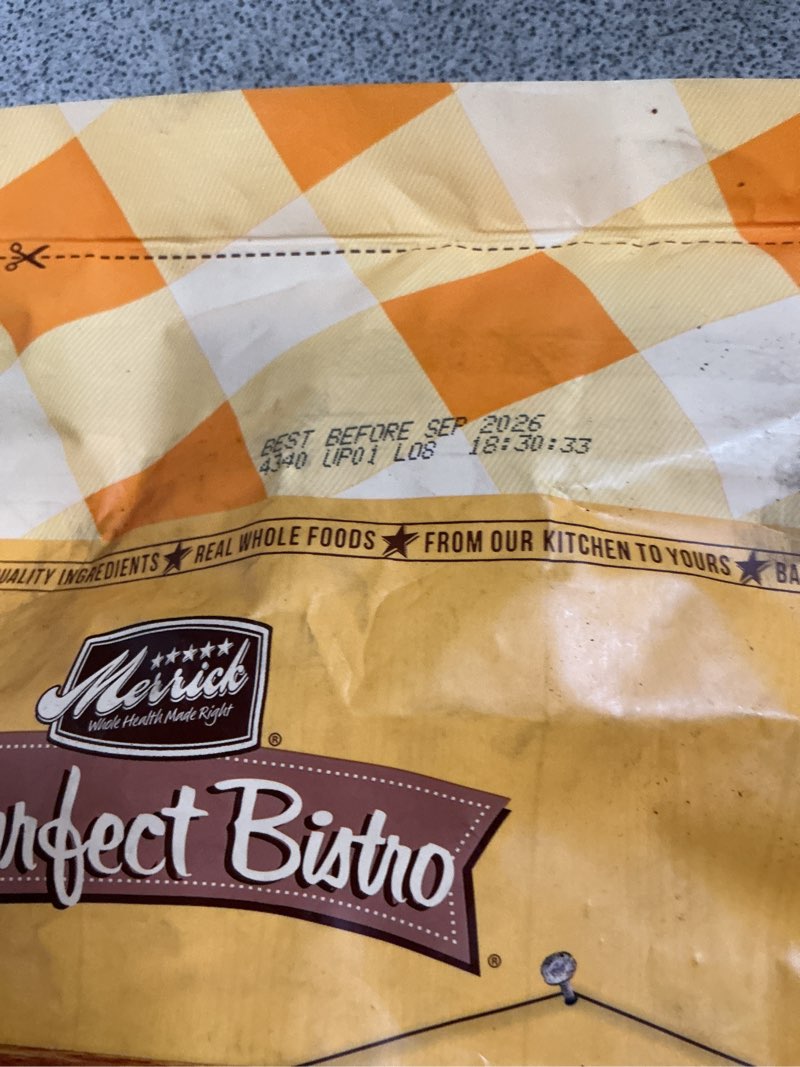 BEST BEFORE SEP 2026
4340 UP01 L08 18:30:33
UALITY INGREDIENTS ★ REAL WHOLE FOODS ★ FROM OUR KITCHEN TO YOURS ★ BA
★★★★★
Merrick
Whole Health Made Right
®
rfect Bistro
®